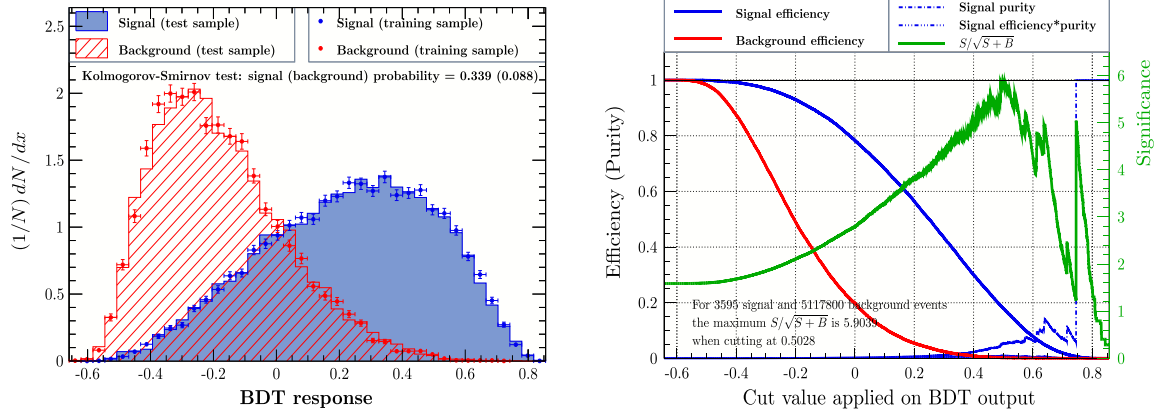 Signal (test sample)
Background (test sample)
Signal (training sample)
Background (training sample)
Kolmogorov-Smirnov test: signal (background) probability = 0.339 (0.088)
2.5
2
1.5
1
0.5
0
(1/N) dN / dx
-0.6 -0.4 -0.2 0 0.2 0.4 0.6 0.8
BDT response
Signal efficiency
Background efficiency
Signal purity
Signal efficiency*purity
S/√S + B
1
0.8
0.6
0.4
0.2
0
Efficiency (Purity)
For 3595 signal and 5117800 background events
the maximum S/√S + B is 5.9039
when cutting at 0.5028
6
5
4
3
2
1
0
Significance
-0.6 -0.4 -0.2 0 0.2 0.4 0.6 0.8
Cut value applied on BDT output